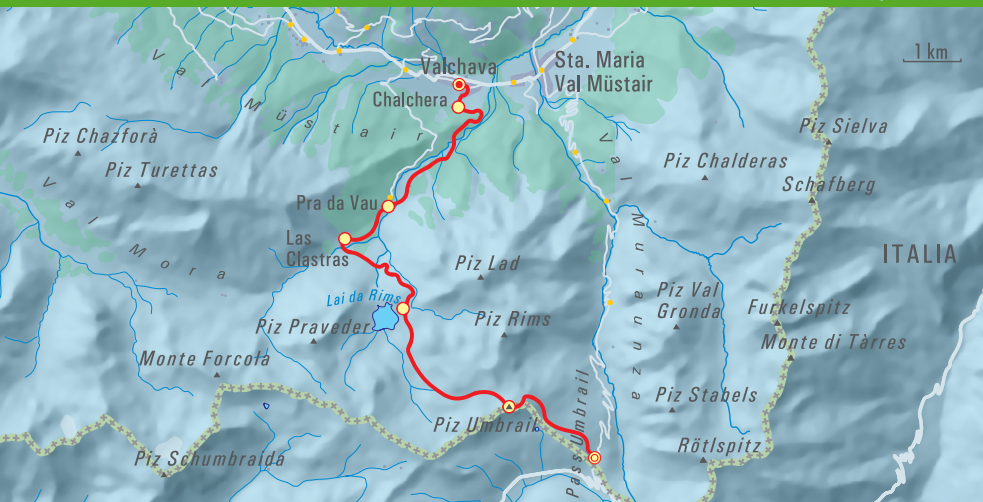 1 km
Valchava
Sta. Maria
Val Müstair
Chalchera
Val Müstair
Piz Chazforà
Piz Turettas
Val Mora
Pra da Vau
Las
Clastras
Lai da Rims
Piz Praveder
Monte Forcola
Piz Schumbraida
Piz Lad
Piz Rims
Piz Umbrail
Pass Umbrail
Val Muraunza
Piz Chalderas
Piz Sielva
Schafberg
ITALIA
Piz Val
Gronda
Furkelspitz
Monte di Tàrres
Piz Stabels
Rötlspitz